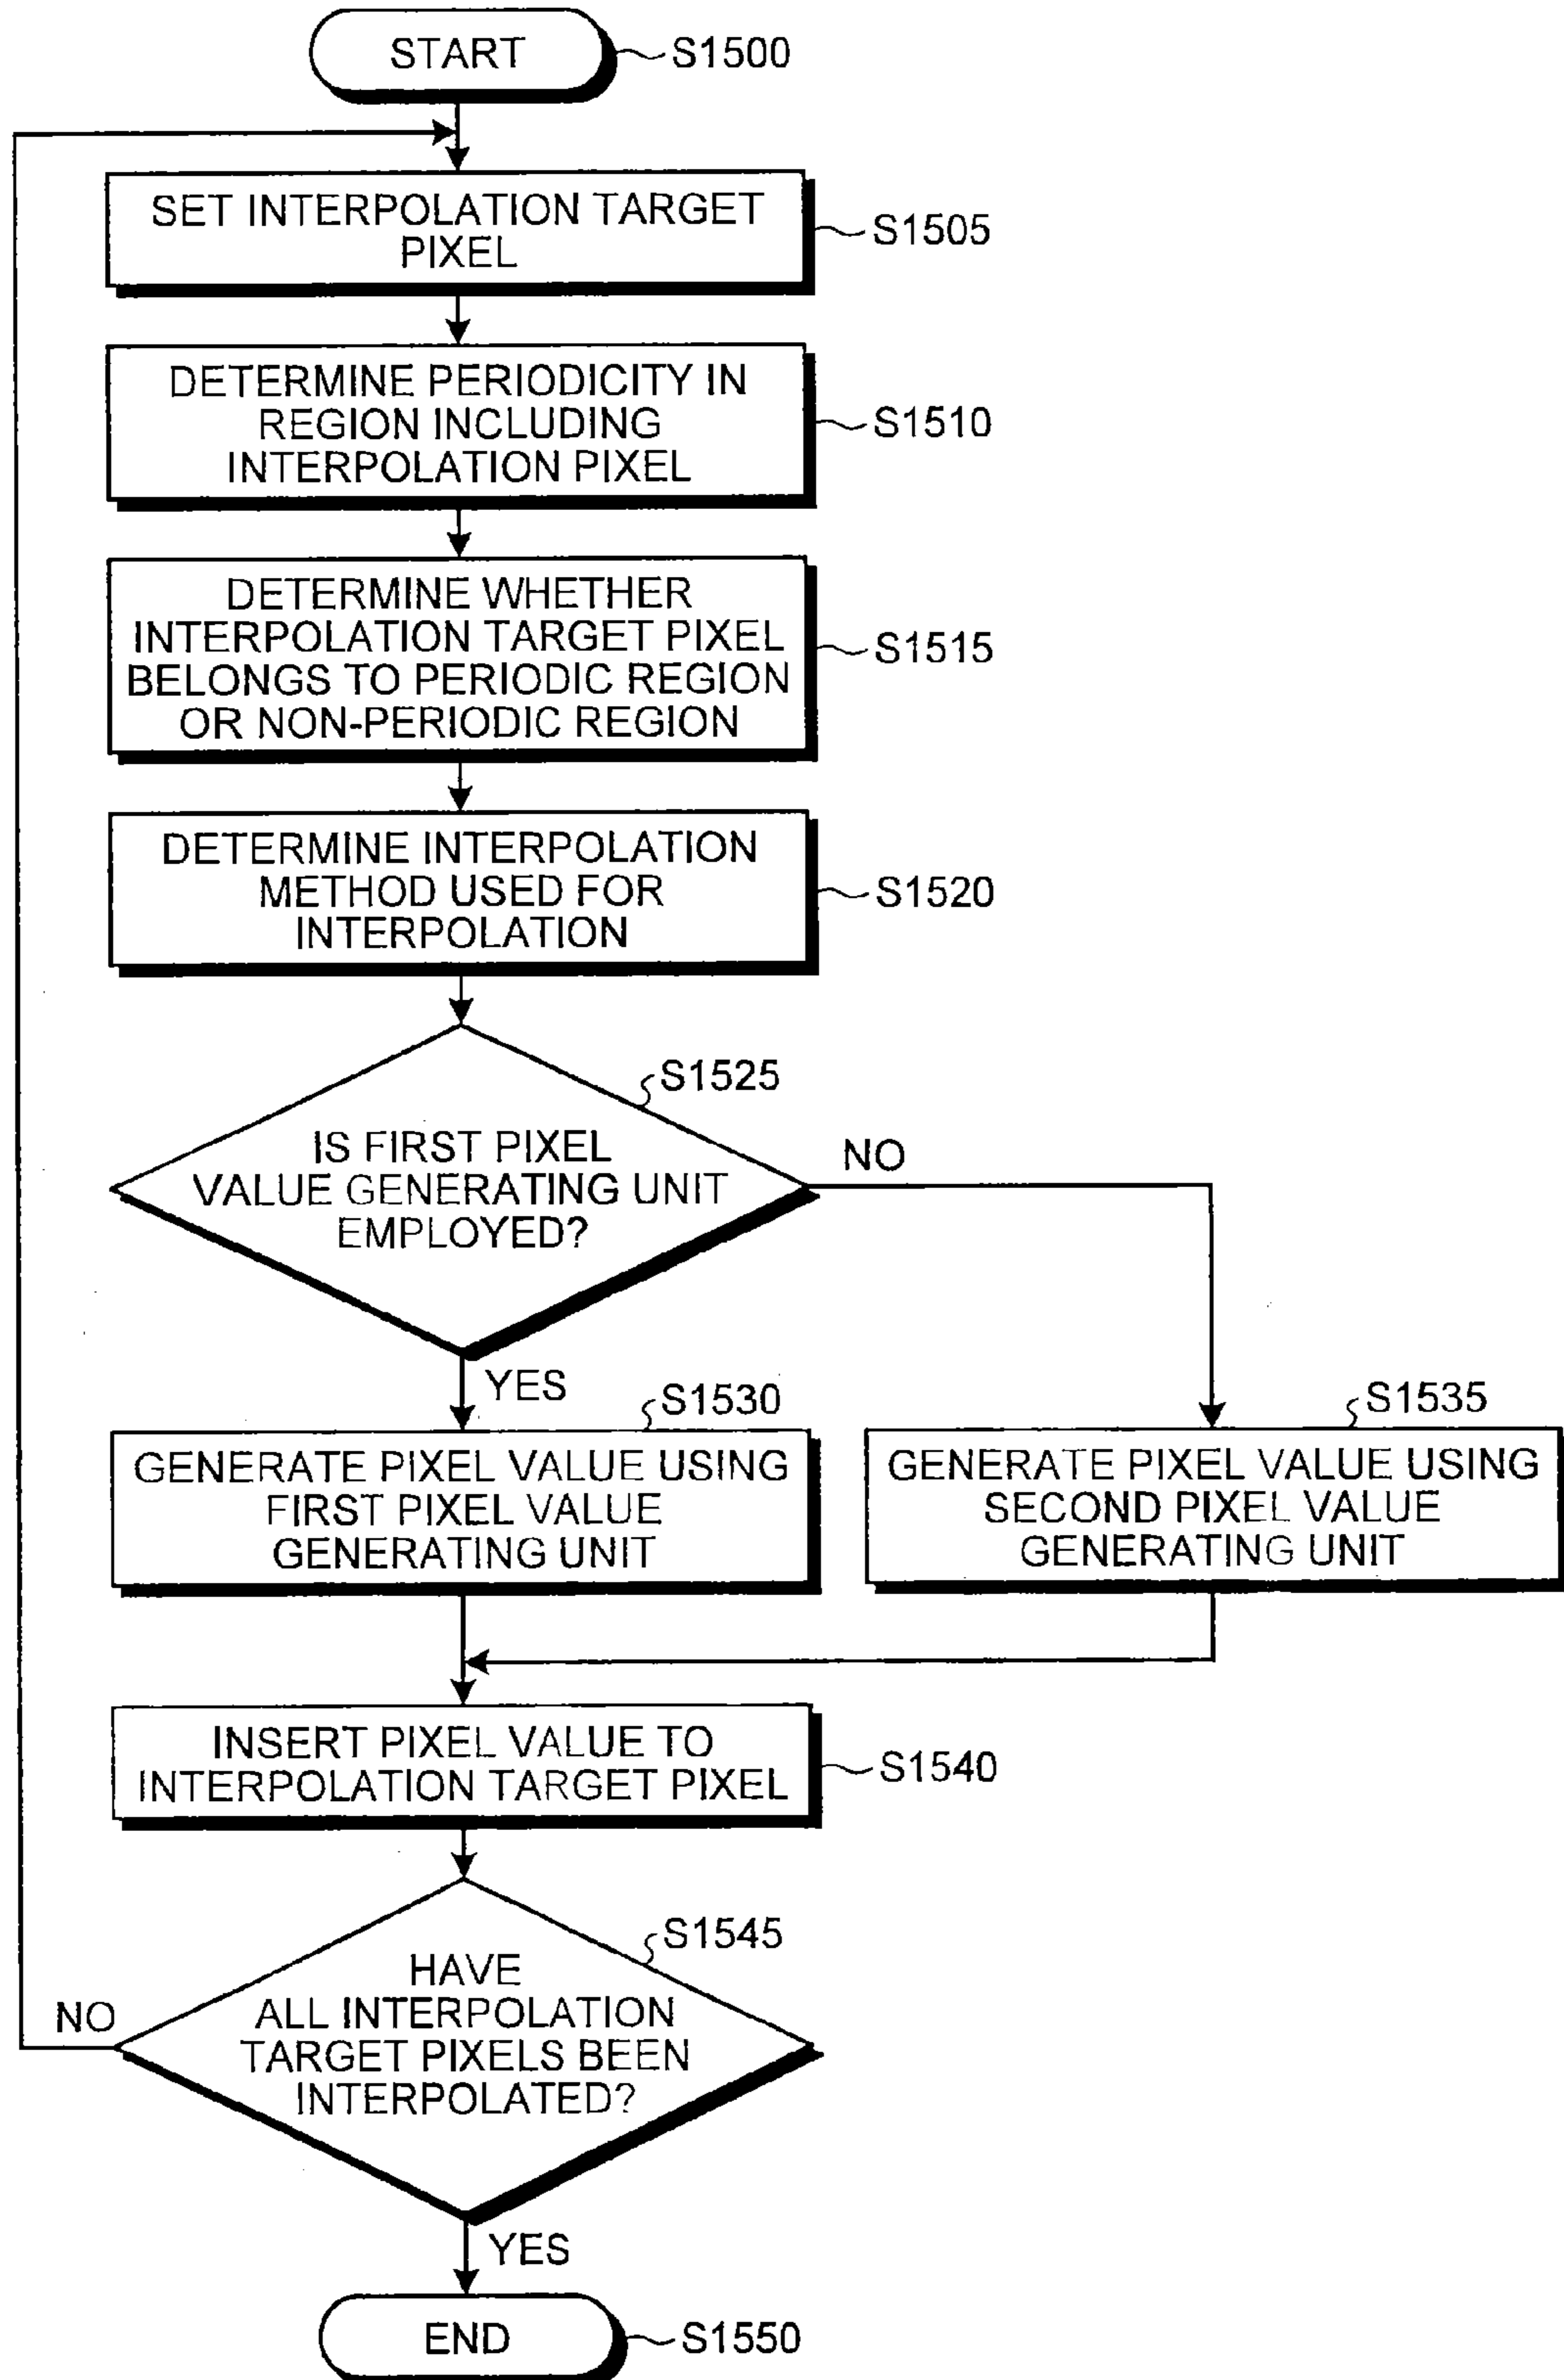 START
S1500
SET INTERPOLATION TARGET
PIXEL
S1505
DETERMINE PERIODICITY IN
REGION INCLUDING
INTERPOLATION PIXEL
S1510
DETERMINE WHETHER
INTERPOLATION TARGET PIXEL
BELONGS TO PERIODIC REGION
OR NON-PERIODIC REGION
S1515
DETERMINE INTERPOLATION
METHOD USED FOR
INTERPOLATION
S1520
S1525
IS FIRST PIXEL
VALUE GENERATING UNIT
EMPLOYED?
NO
YES
S1530
GENERATE PIXEL VALUE USING
FIRST PIXEL VALUE
GENERATING UNIT
S1535
GENERATE PIXEL VALUE USING
SECOND PIXEL VALUE
GENERATING UNIT
INSERT PIXEL VALUE TO
INTERPOLATION TARGET PIXEL
S1540
S1545
HAVE
ALL INTERPOLATION
TARGET PIXELS BEEN
INTERPOLATED?
NO
YES
END
S1550